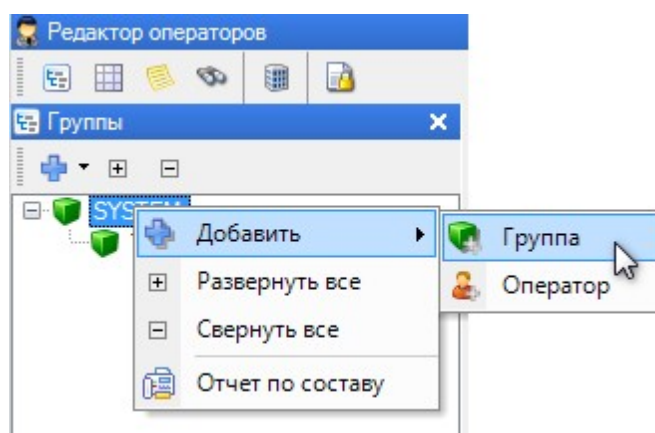 Редактор операторов
Группы
SYSTEM
Добавить
Группа
Развернуть все
Оператор
Свернуть все
Отчет по составу